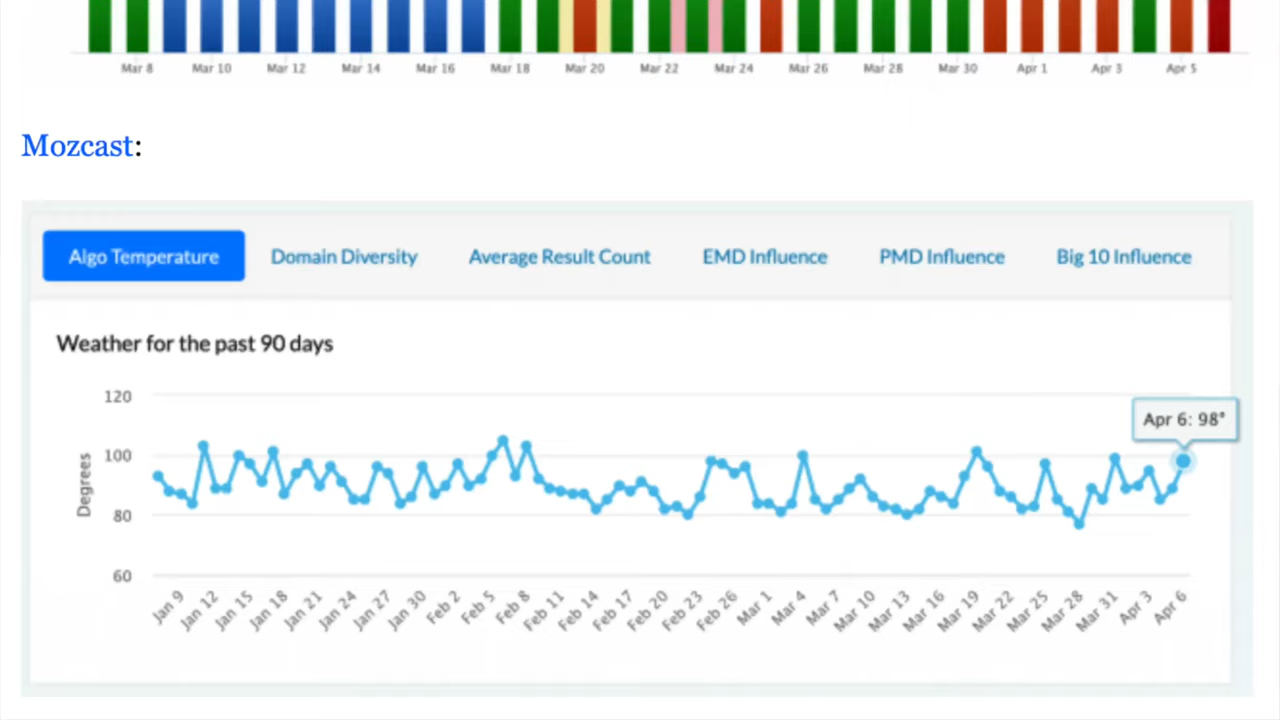 Mar 8 Mar 10 Mar 12 Mar 14 Mar 16 Mar 18 Mar 20 Mar 22 Mar 24 Mar 26 Mar 28 Mar 30 Apr 1 Apr 3 Apr 5
Mozcast:
Algo Temperature Domain Diversity Average Result Count EMD Influence PMD Influence Big 10 Influence
Weather for the past 90 days
120
Apr 6: 98°
100
Degrees
80
60
Jan 9 Jan 12 Jan 15 Jan 18 Jan 21 Jan 24 Jan 27 Jan 30 Feb 2 Feb 5 Feb 8 Feb 11 Feb 14 Feb 17 Feb 20 Feb 23 Feb 26 Mar 1 Mar 4 Mar 7 Mar 10 Mar 13 Mar 16 Mar 19 Mar 22 Mar 25 Mar 28 Mar 31 Apr 3 Apr 6